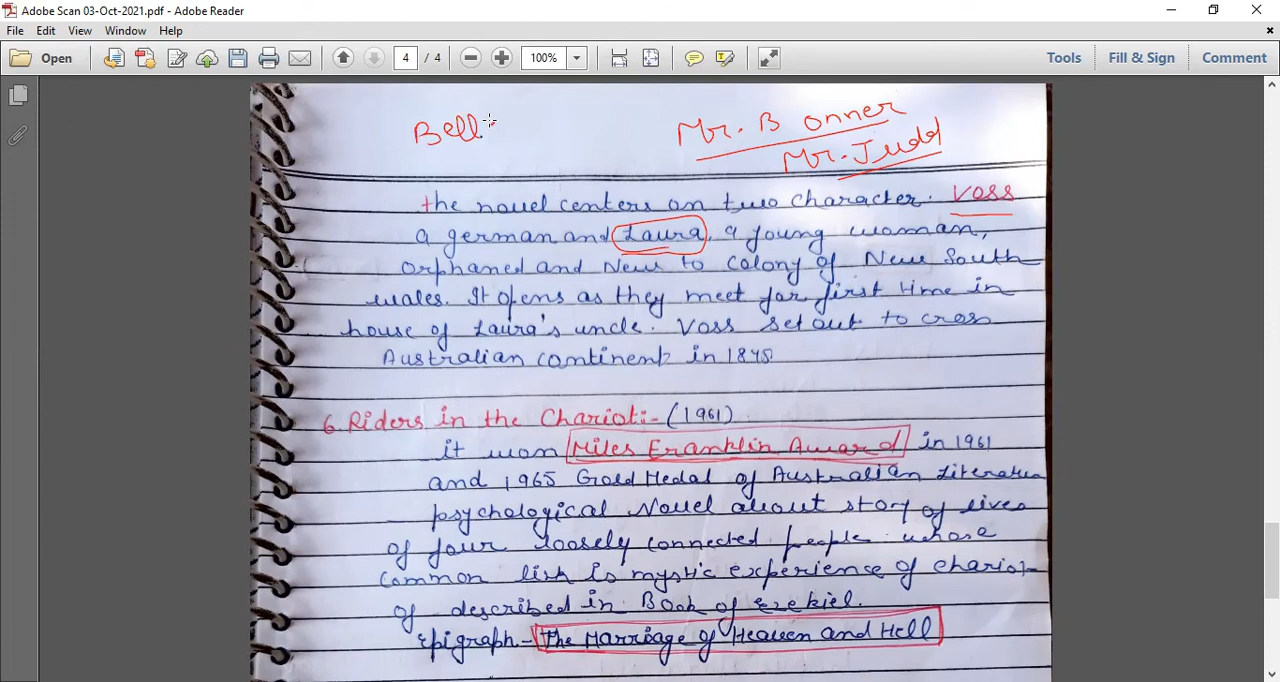 Adobe Scan 03-Oct-2021.pdf - Adobe Reader
File Edit View Window Help
Open 4 / 4 100% Tools Fill & Sign Comment
Bell
Mr. B onner
Mr. Judd
the novel centers on two character. Voss
a german and Laura, a young woman,
orphaned and New to colony of New South
wales. It opens as they meet for first time in
house of Laura's uncle. Voss set out to cross
Australian continent in 1845
6. Riders in the Chariot:- (1961)
it won Miles Franklin Award in 1961
and 1965 Gold Medal of Australian Literature
psychological Novel about story of lives
of four loosely connected people whose
common link is mystic experience of chariot
of described in Book of Ezekiel.
Epigraph - The Marriage of Heaven and Hell